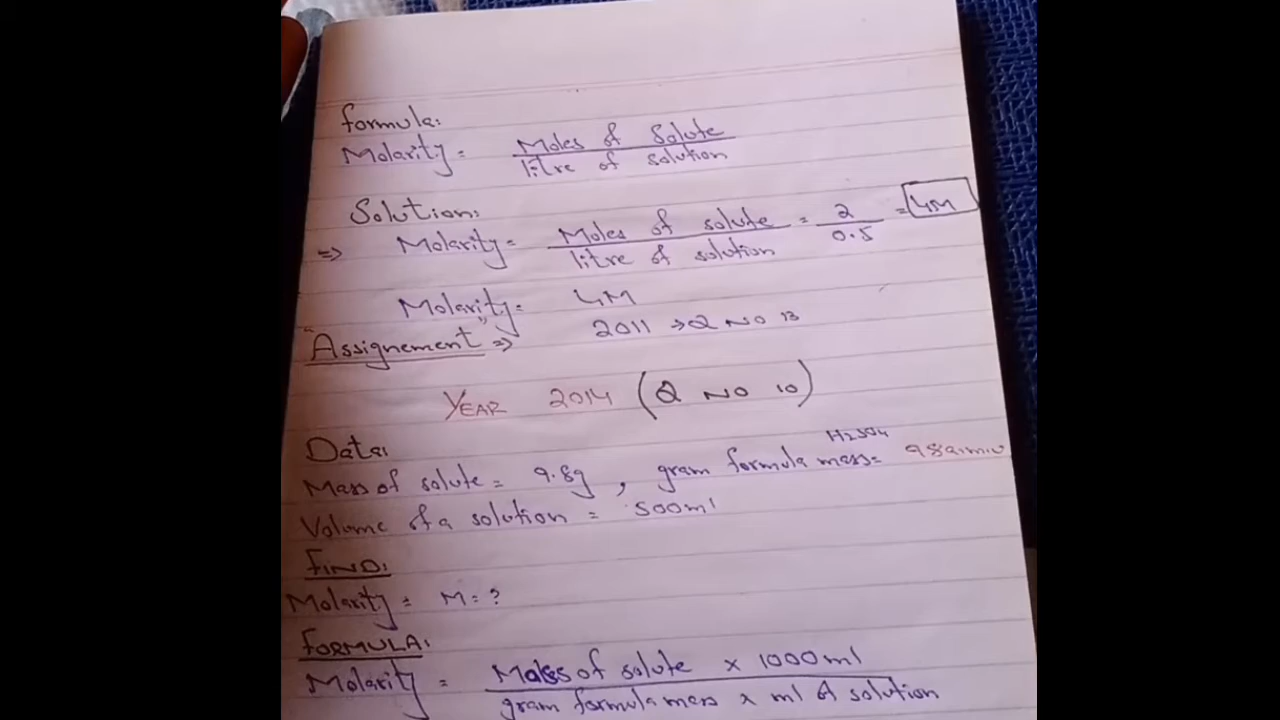 Formula:
Molarity = Moles of Solute / litre of solution
Solution:
⇒ Molarity = Moles of solute / litre of solution = 2 / 0.5 = 4M
Molarity = 4M
"Assignement" ⇒ 2011 → Q NO 13
YEAR 2014 (Q NO 10)
Data:
Mass of solute = 9.8g , gram formula mass H2SO4 = 98a.m.u
Volume of a solution = 500ml
FIND:
Molarity = M = ?
FORMULA:
Molarity = Mass of solute x 1000ml / gram formula mass x ml of solution